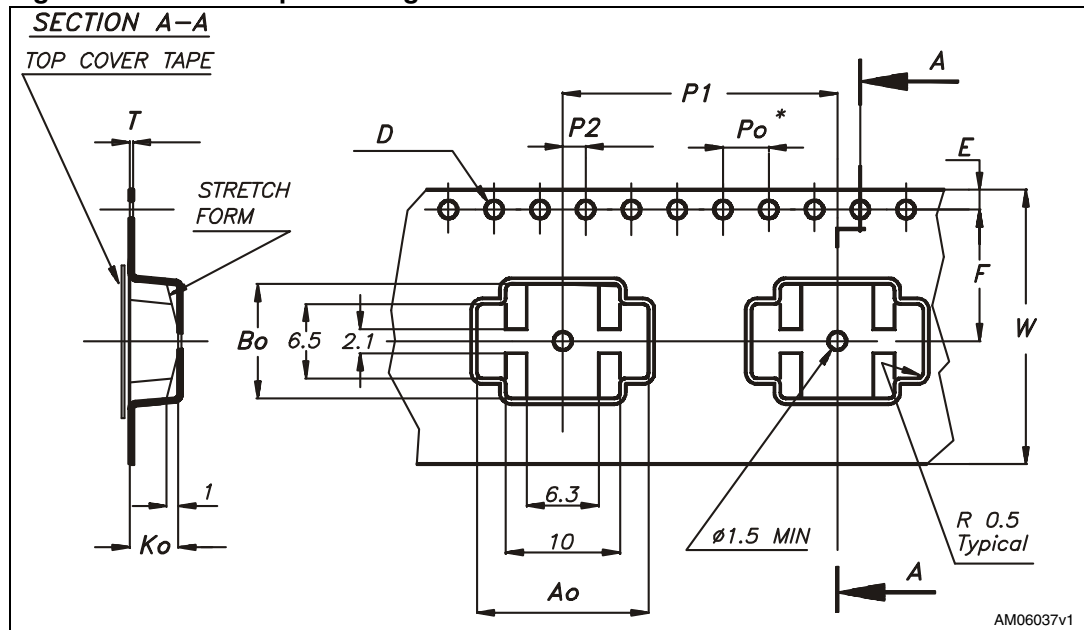 SECTION A-A
TOP COVER TAPE
T
D
P2
P1
Po *
A
E
STRETCH
FORM
F
W
Bo
6.5
2.1
1
Ko
6.3
10
Ao
ø1.5 MIN
R 0.5
Typical
A
AM06037v1